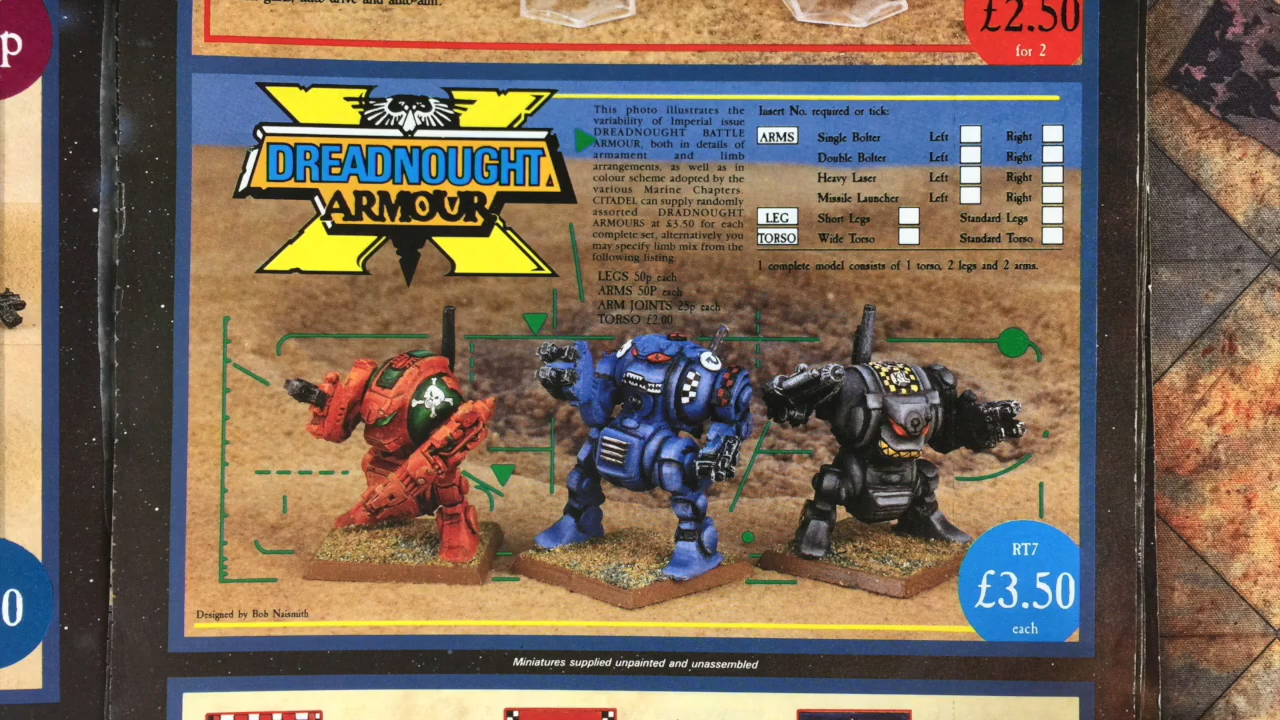 p
£2.50
for 2
DREADNOUGHT
ARMOUR
This photo illustrates the
variability of Imperial issue
DREADNOUGHT BATTLE
ARMOUR, both in details of
armament and limb
arrangements, as well as in
colour scheme adopted by the
various Marine Chapters.
CITADEL can supply randomly
assorted DRADNOUGHT
ARMOURS at £3.50 for each
complete set, alternatively you
may specify limb mix from the
following listing
LEGS 50p each
ARMS 50P each
ARM JOINTS 25p each
TORSO £2.00
Insert No. required or tick:
ARMS Single Bolter Left Right
Double Bolter Left Right
Heavy Laser Left Right
Missile Launcher Left Right
LEG Short Legs Standard Legs
TORSO Wide Torso Standard Torso
1 complete model consists of 1 torso, 2 legs and 2 arms.
0
RT7
£3.50
each
Designed by Bob Naismith
Miniatures supplied unpainted and unassembled